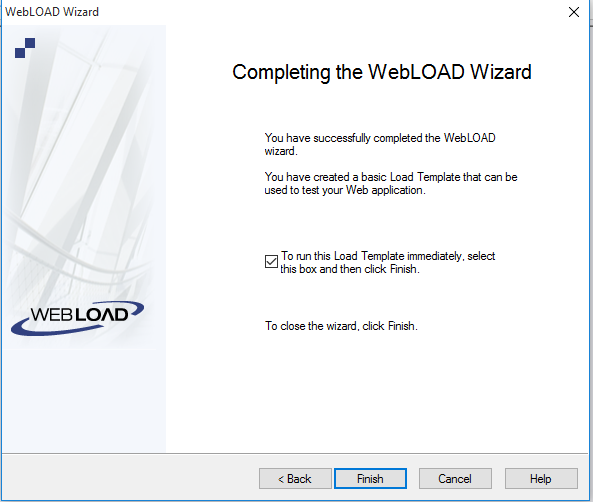 WebLOAD Wizard
Completing the WebLOAD Wizard
You have successfully completed the WebLOAD
wizard.
You have created a basic Load Template that can be
used to test your Web application.
To run this Load Template immediately, select
this box and then click Finish.
WEBLOAD
To close the wizard, click Finish.
< Back
Finish
Cancel
Help